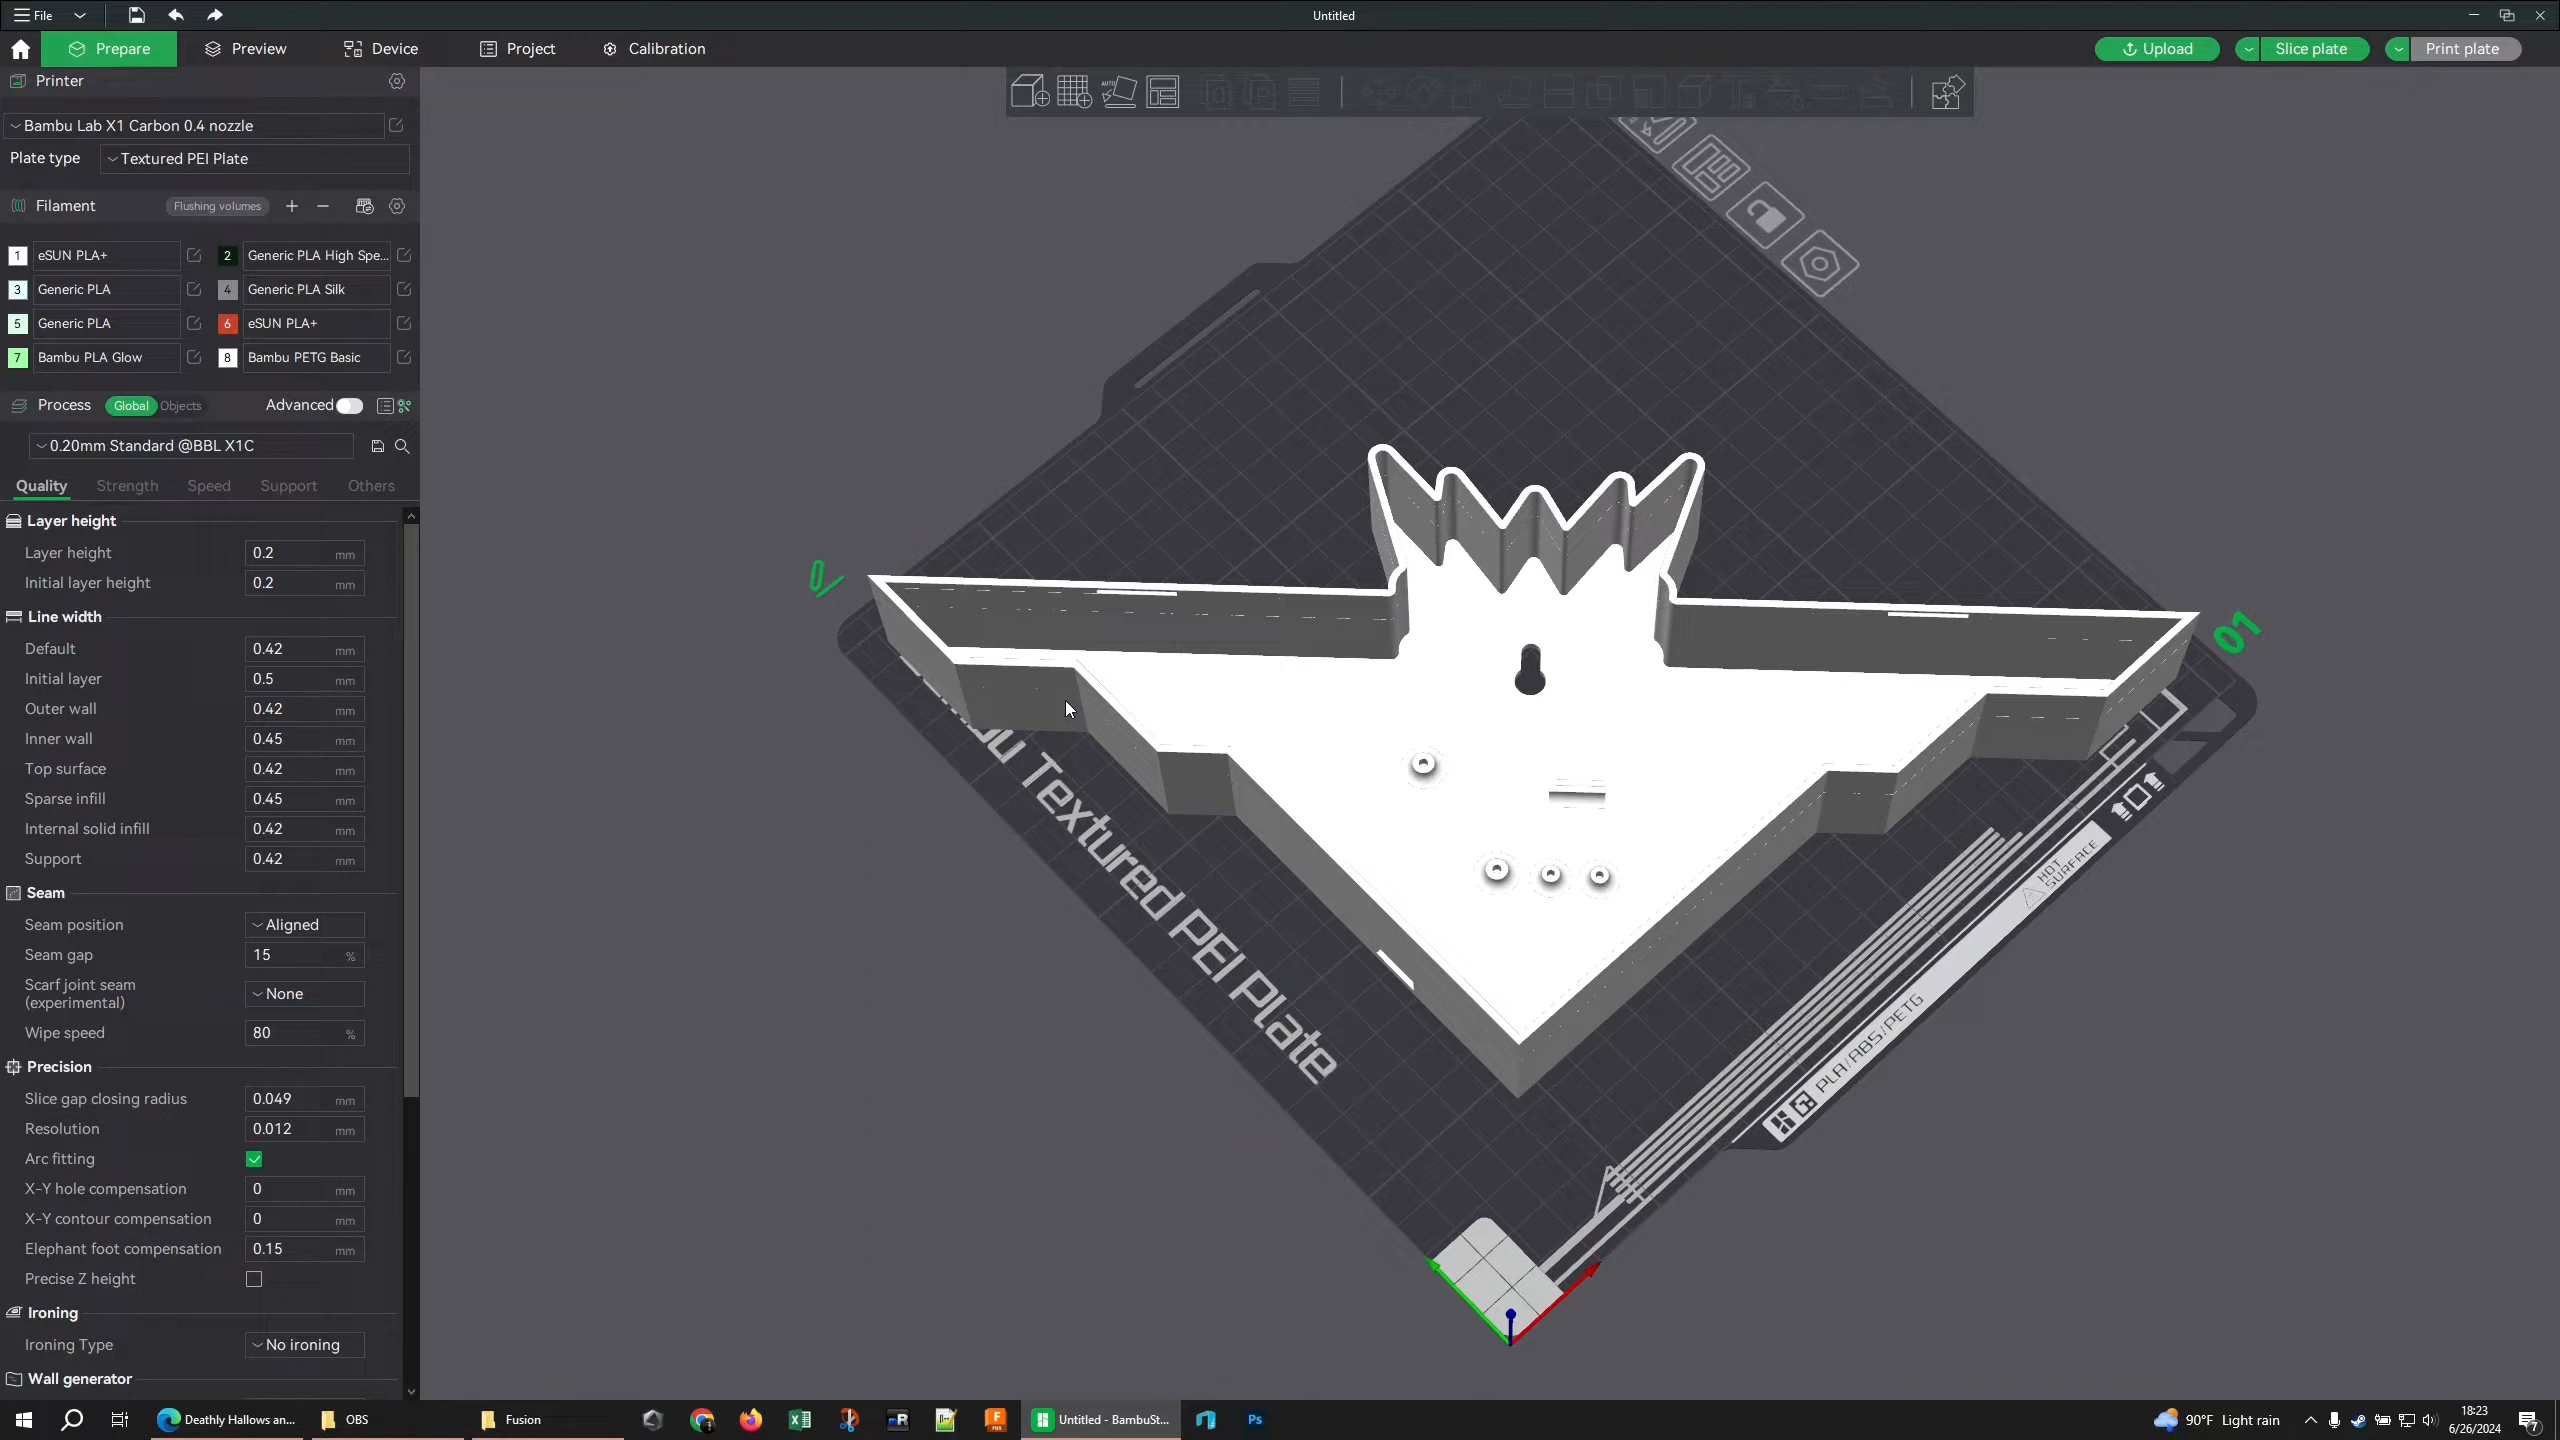 File
Untitled
Prepare
Preview
Device
Project
Calibration
Upload
Slice plate
Print plate
Printer
Bambu Lab X1 Carbon 0.4 nozzle
Plate type
Textured PEI Plate
Filament
Flushing volumes
1 eSUN PLA+
2 Generic PLA High Spe...
3 Generic PLA
4 Generic PLA Silk
5 Generic PLA
6 eSUN PLA+
7 Bambu PLA Glow
8 Bambu PETG Basic
Process
Global
Objects
Advanced
0.20mm Standard @BBL X1C
Quality
Strength
Speed
Support
Others
Layer height
Layer height 0.2 mm
Initial layer height 0.2 mm
Line width
Default 0.42 mm
Initial layer 0.5 mm
Outer wall 0.42 mm
Inner wall 0.45 mm
Top surface 0.42 mm
Sparse infill 0.45 mm
Internal solid infill 0.42 mm
Support 0.42 mm
Seam
Seam position Aligned
Seam gap 15 %
Scarf joint seam
(experimental) None
Wipe speed 80 %
Precision
Slice gap closing radius 0.049 mm
Resolution 0.012 mm
Arc fitting
X-Y hole compensation 0 mm
X-Y contour compensation 0 mm
Elephant foot compensation 0.15 mm
Precise Z height
Ironing
Ironing Type No ironing
Wall generator
AUTO
01
bu Textured PEI Plate
HOT
SURFACE
PLA/ABS/PETG
Deathly Hallows an...
OBS
Fusion
Untitled - BambuSt...
Ps
90°F Light rain
18:23
6/26/2024
7